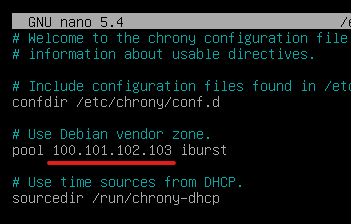 GNU nano 5.4 /e
# Welcome to the chrony configuration file
# information about usable directives.
# Include configuration files found in /etc
confdir /etc/chrony/conf.d
# Use Debian vendor zone.
pool 100.101.102.103 iburst
# Use time sources from DHCP.
sourcedir /run/chrony-dhcp